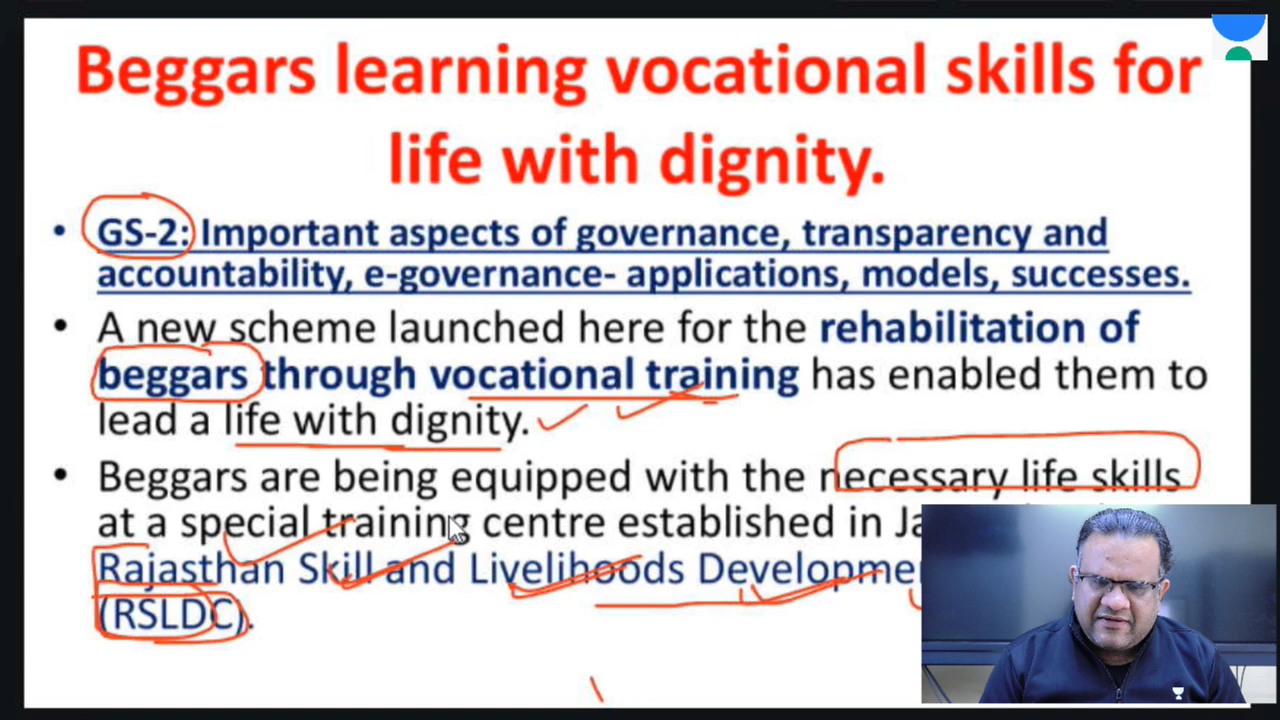 Beggars learning vocational skills for
life with dignity.
• GS-2: Important aspects of governance, transparency and
accountability, e-governance- applications, models, successes.
• A new scheme launched here for the rehabilitation of
beggars through vocational training has enabled them to
lead a life with dignity.
• Beggars are being equipped with the necessary life skills
at a special training centre established in
Rajasthan Skill and Livelihoods
(RSLDC).